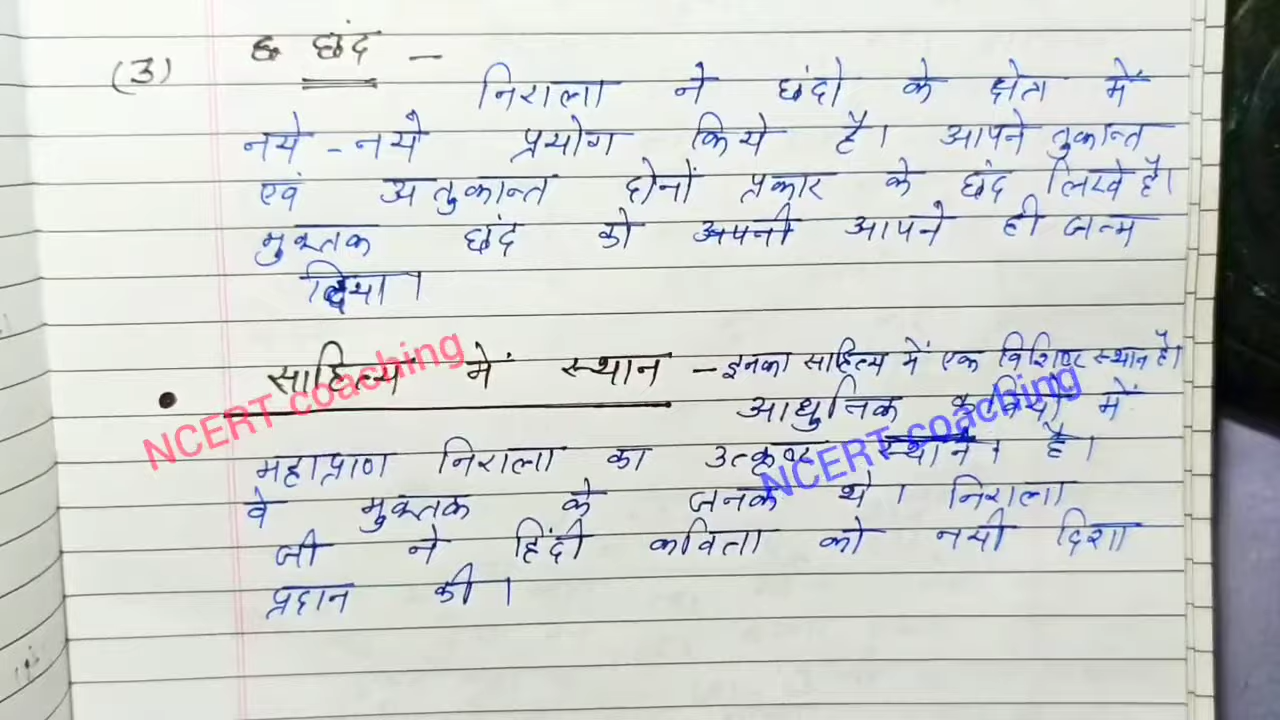 (3) छंद -
निराला ने छंदो के क्षेता में
नये - नये प्रयोग किये है। आपने तुकान्त
एवं अतुकान्त दोनों प्रकार के छंद लिखे है।
मुक्तक छंद को अपनी आपने ही जन्म
दिया।
• साहित्य में स्थान - इनका साहित्य में एक विशिष्ट स्थान है।
आधुनिक कवियों में
महाप्राण निराला का उत्कृष्ट स्थान है।
वे मुक्तक के जनक थे। निराला
जी ने हिंदी कविता को नयी दिशा
प्रदान की।
NCERT coaching
NCERT coaching